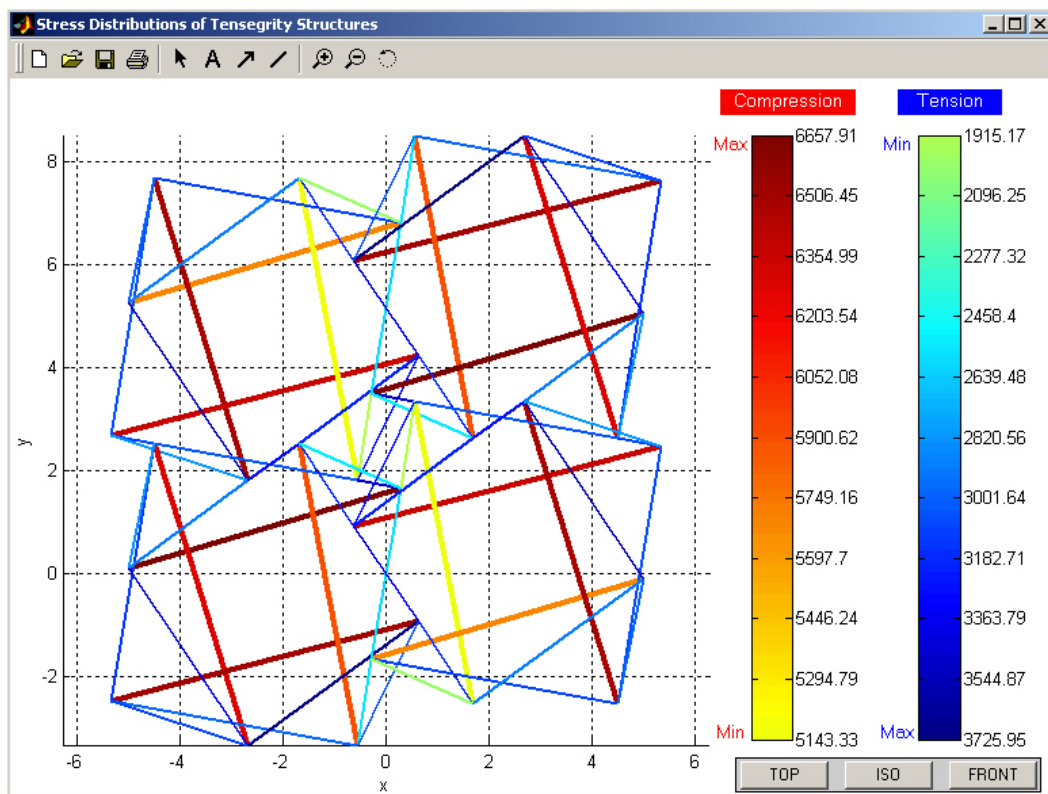 Stress Distributions of Tensegrity Structures
A
Compression
Tension
Max
6657.91
6506.45
6354.99
6203.54
6052.08
5900.62
5749.16
5597.7
5446.24
5294.79
Min
5143.33
Min
1915.17
2096.25
2277.32
2458.4
2639.48
2820.56
3001.64
3182.71
3363.79
3544.87
Max
3725.95
8
6
4
2
0
-2
y
-6
-4
-2
0
2
4
6
x
TOP
ISO
FRONT